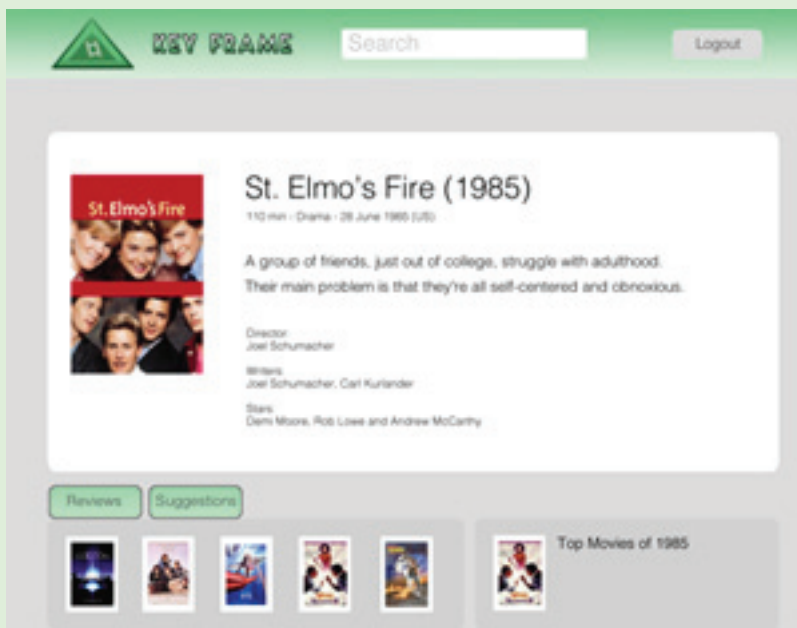 KEY FRAME
Search
Logout
St. Elmo's Fire
St. Elmo's Fire (1985)
110 min - Drama - 28 June 1985 (US)
A group of friends, just out of college, struggle with adulthood.
Their main problem is that they're all self-centered and obnoxious.
Director
Joel Schumacher
Writers
Joel Schumacher, Carl Kurlander
Stars
Demi Moore, Rob Lowe and Andrew McCarthy
Reviews
Suggestions
Top Movies of 1985